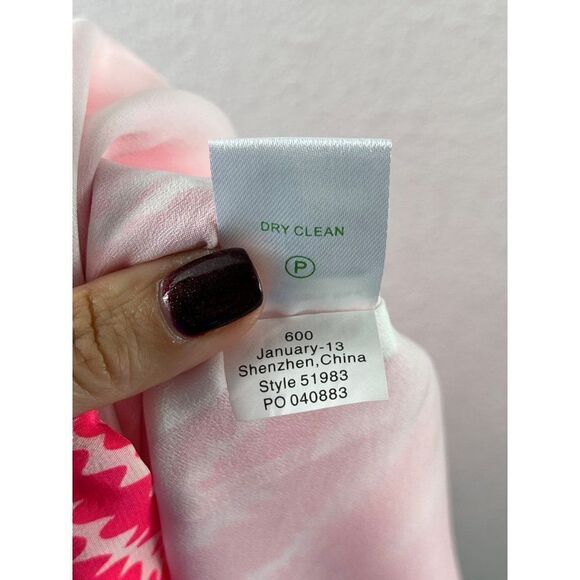 DRY CLEAN
P
600
January-13
Shenzhen,China
Style 51983
PO 040883